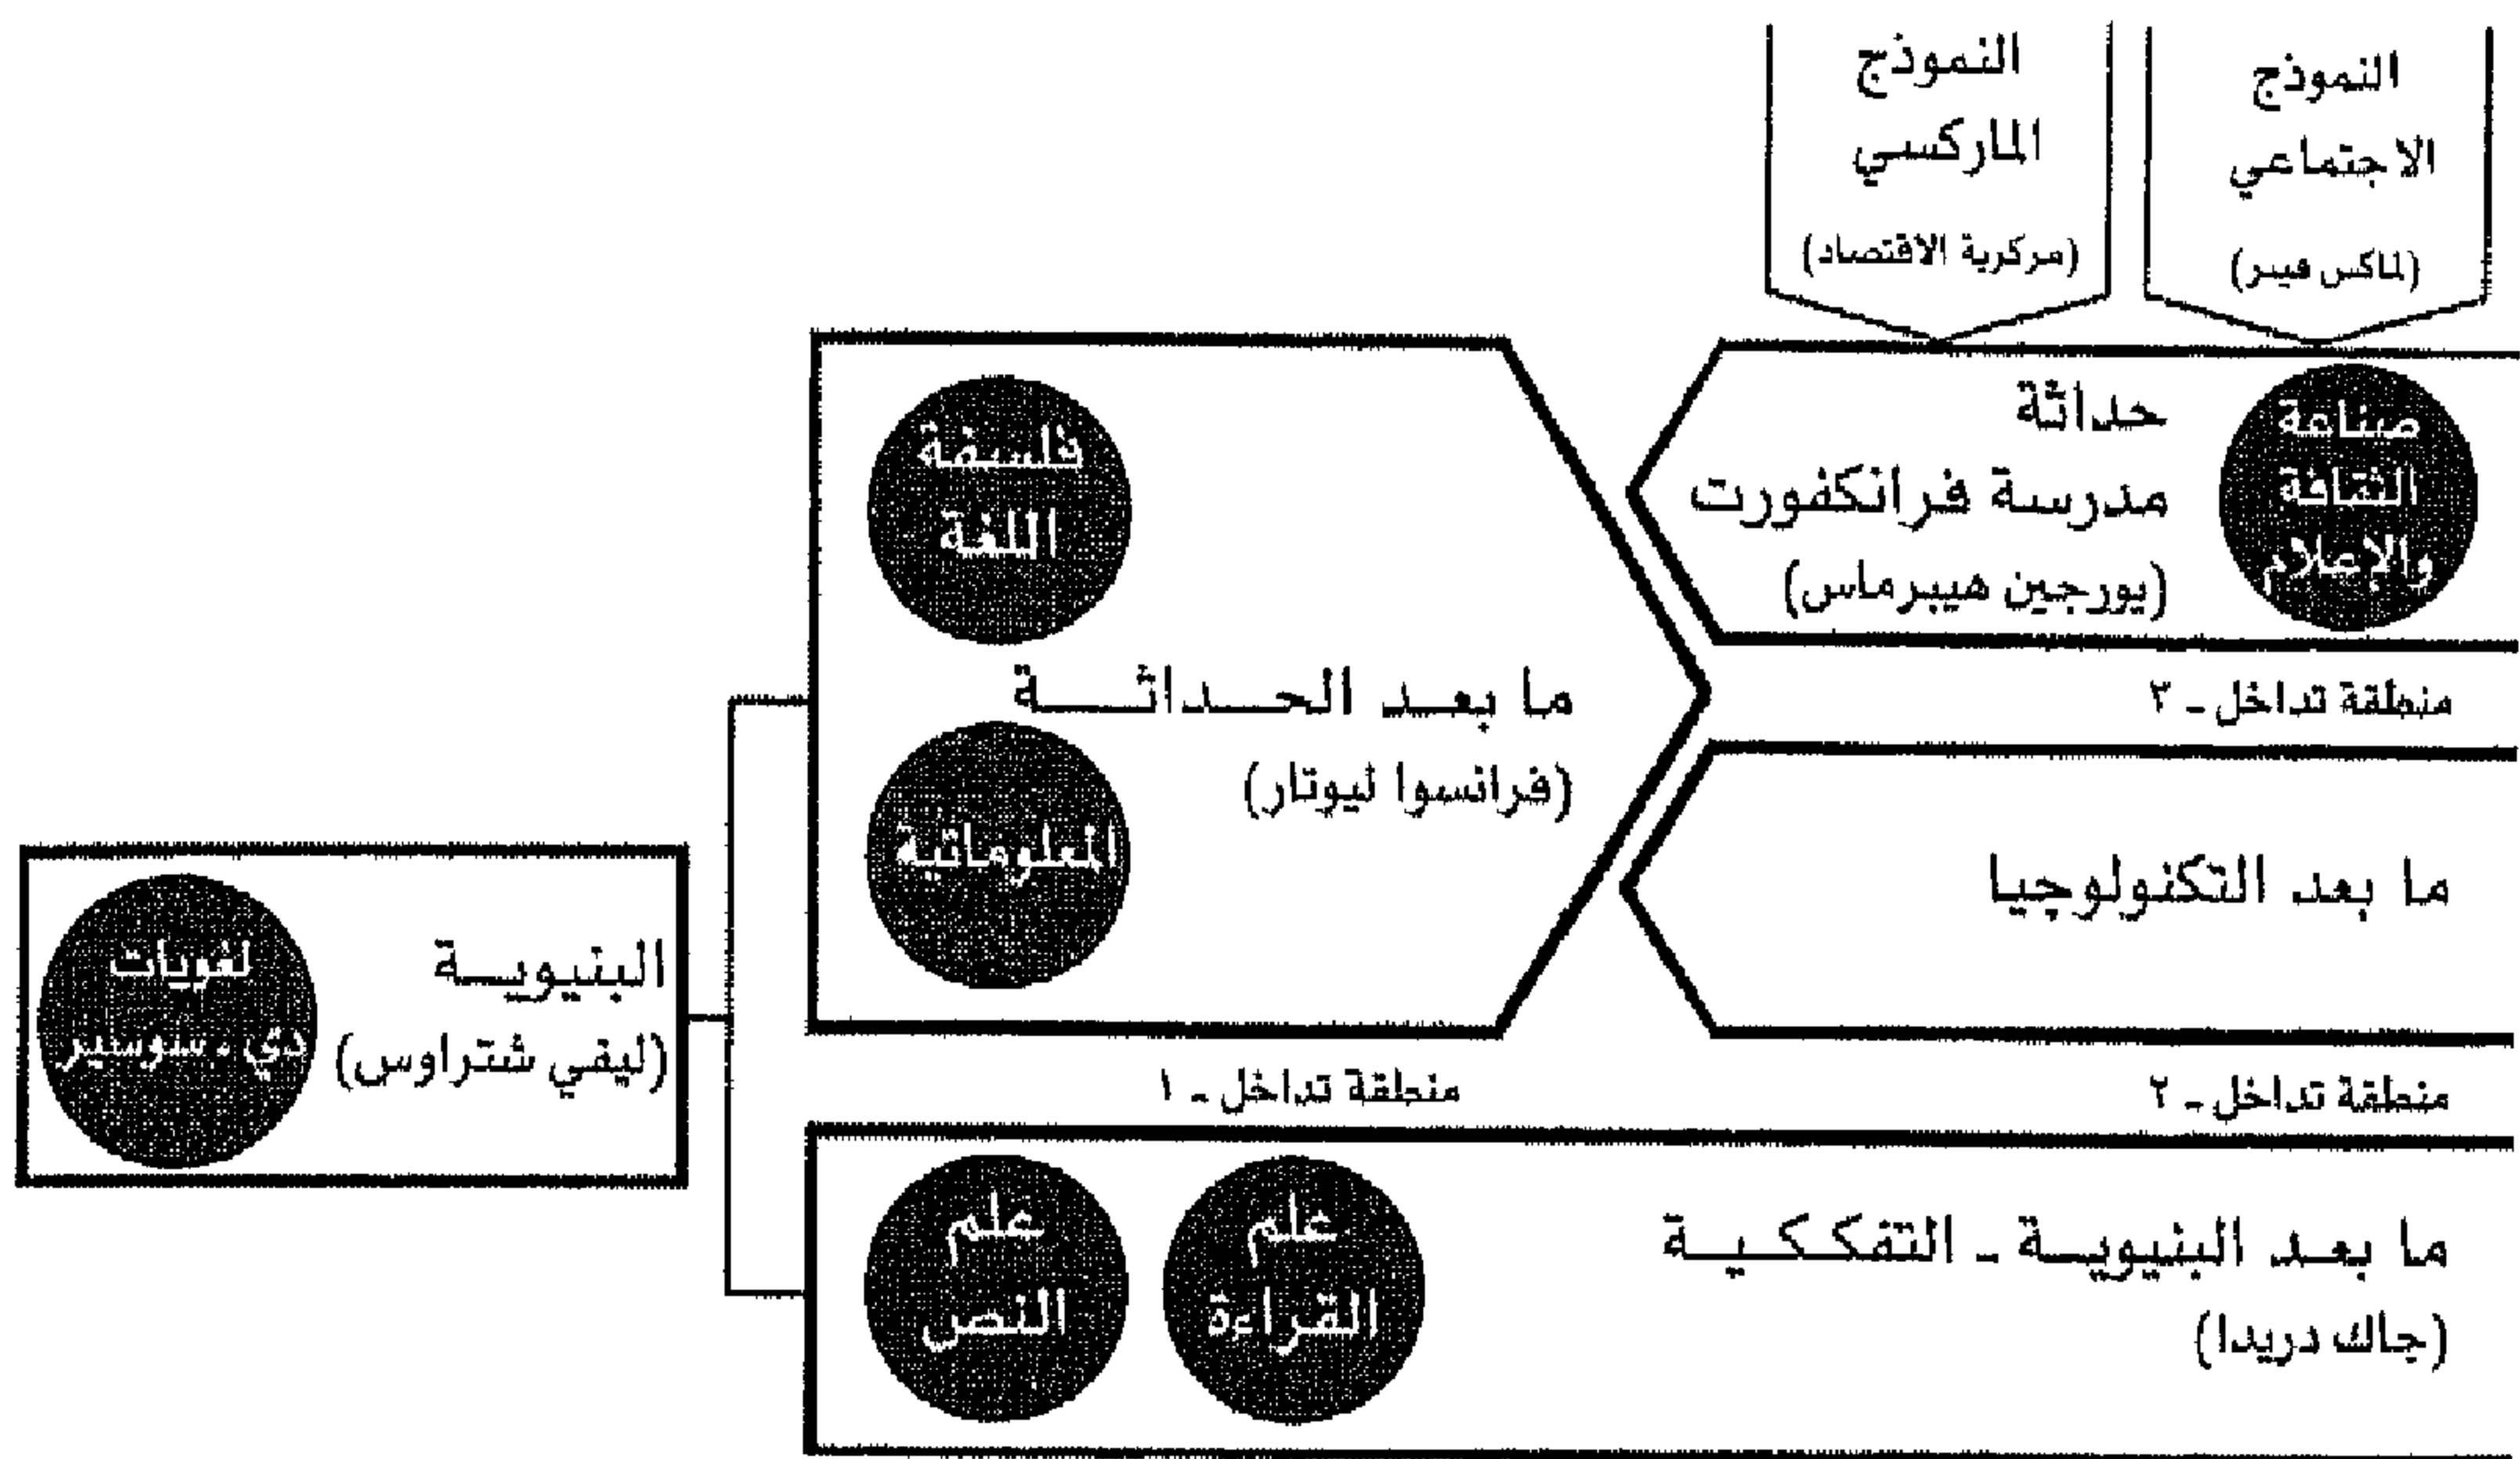 النموذج
الاجتماعي
(لماكس فيبر)
النموذج
الماركسي
(مركزية الاقتصاد)
صناعة
الثقافة
والإعلام
حداثة
مدرسة فرانكفورت
(يورجين هيبرماس)
فلسفة
اللغة
منطقة تداخل - ٣
ما بعد الحداثة
(فرانسوا ليوتار)
المعلوماتية
ما بعد التكنولوجيا
البنيوية
(ليفي شتراوس)
لغويات
دي سوسير
منطقة تداخل - ٢
منطقة تداخل - ١
ما بعد البنيوية - التفككية
(جاك دريدا)
علم
القراءة
علم
النص